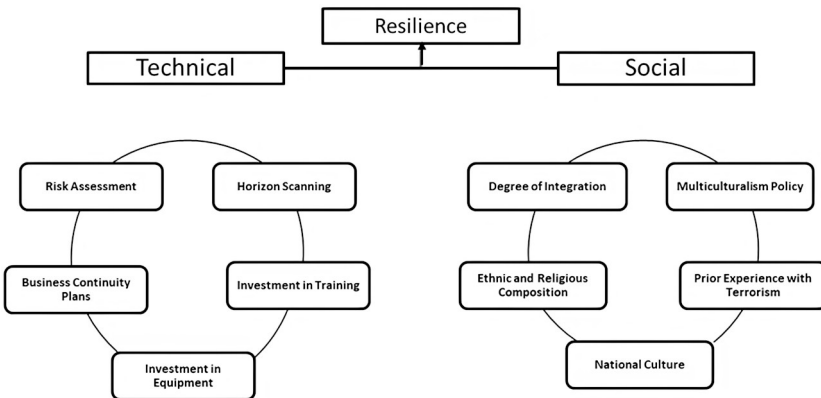 Resilience
Technical
Social
Risk Assessment
Horizon Scanning
Business Continuity
Plans
Investment in Training
Investment in
Equipment
Degree of Integration
Multiculturalism Policy
Ethnic and Religious
Composition
Prior Experience with
Terrorism
National Culture